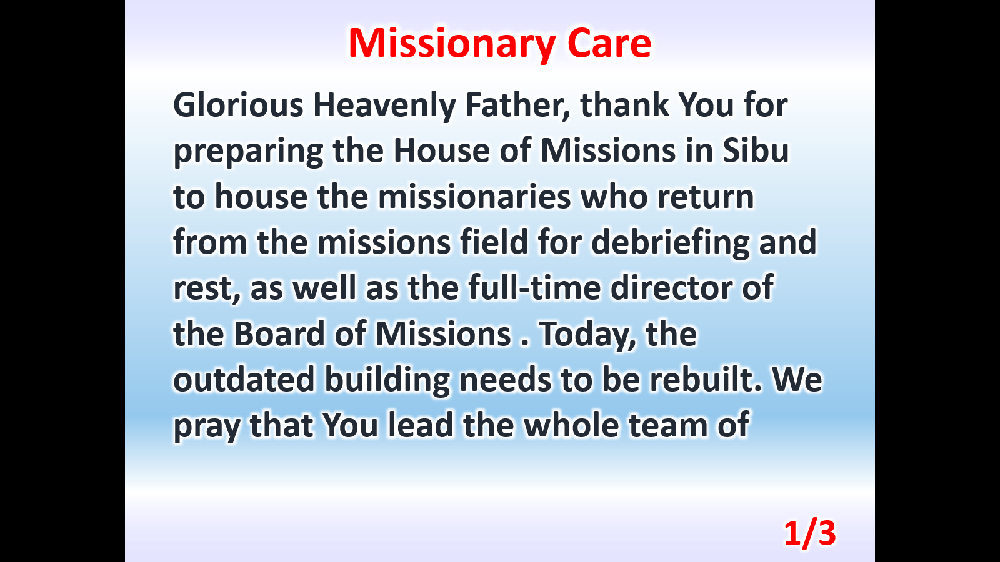 Missionary Care
Glorious Heavenly Father, thank You for
preparing the House of Missions in Sibu
to house the missionaries who return
from the missions field for debriefing and
rest, as well as the full-time director of
the Board of Missions . Today, the
outdated building needs to be rebuilt. We
pray that You lead the whole team of
1/3